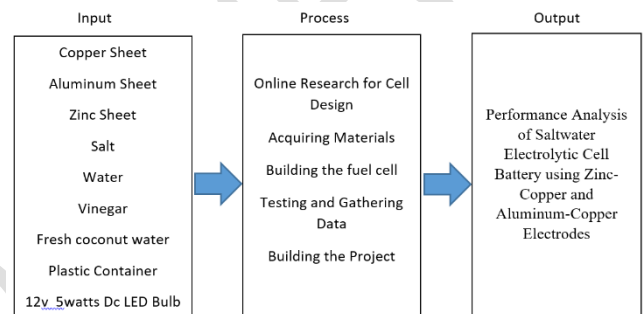 Input
Process
Output
Copper Sheet
Aluminum Sheet
Zinc Sheet
Salt
Water
Vinegar
Fresh coconut water
Plastic Container
12v 5watts Dc LED Bulb
Online Research for Cell
Design
Acquiring Materials
Building the fuel cell
Testing and Gathering
Data
Building the Project
Performance Analysis
of Saltwater
Electrolytic Cell
Battery using Zinc-
Copper and
Aluminum-Copper
Electrodes